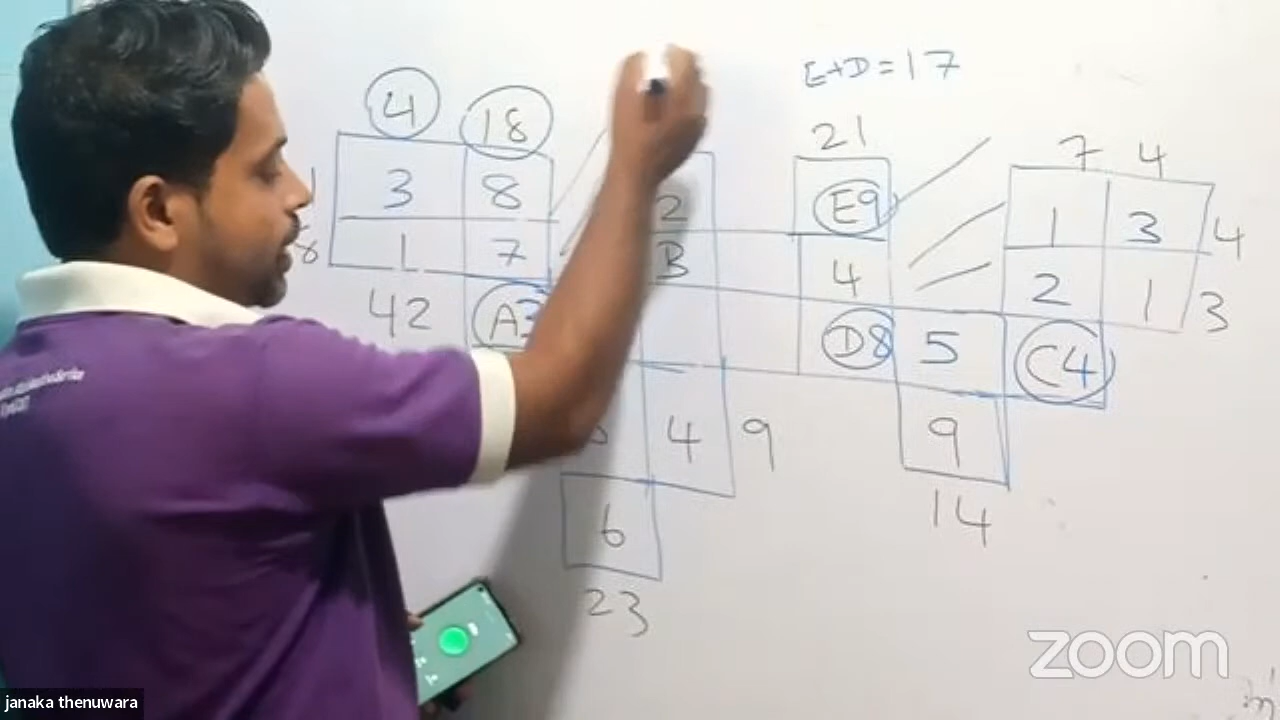 E+D=17
4 18 21 7 4
3 8 2 E9 1 3 4
8 1 7 B 4 2 1 3
42 A3 D8 5 C4
4 9 9
6 14
23
zoom
janaka thenuwara